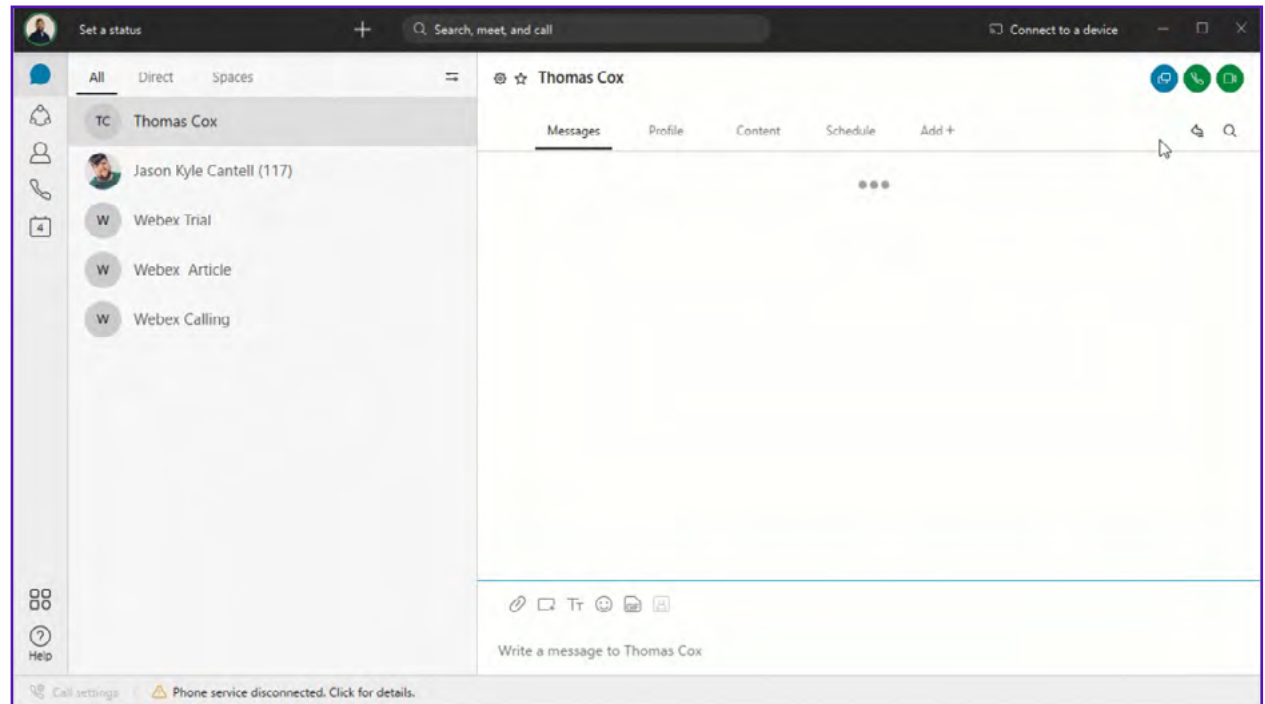 Set a status
Search, meet, and call
Connect to a device
All Direct Spaces
TC Thomas Cox
Jason Kyle Cantell (117)
W Webex Trial
W Webex Article
W Webex Calling
Thomas Cox
Messages Profile Content Schedule Add +
4
Help
GIF
Write a message to Thomas Cox
Call settings
Phone service disconnected. Click for details.